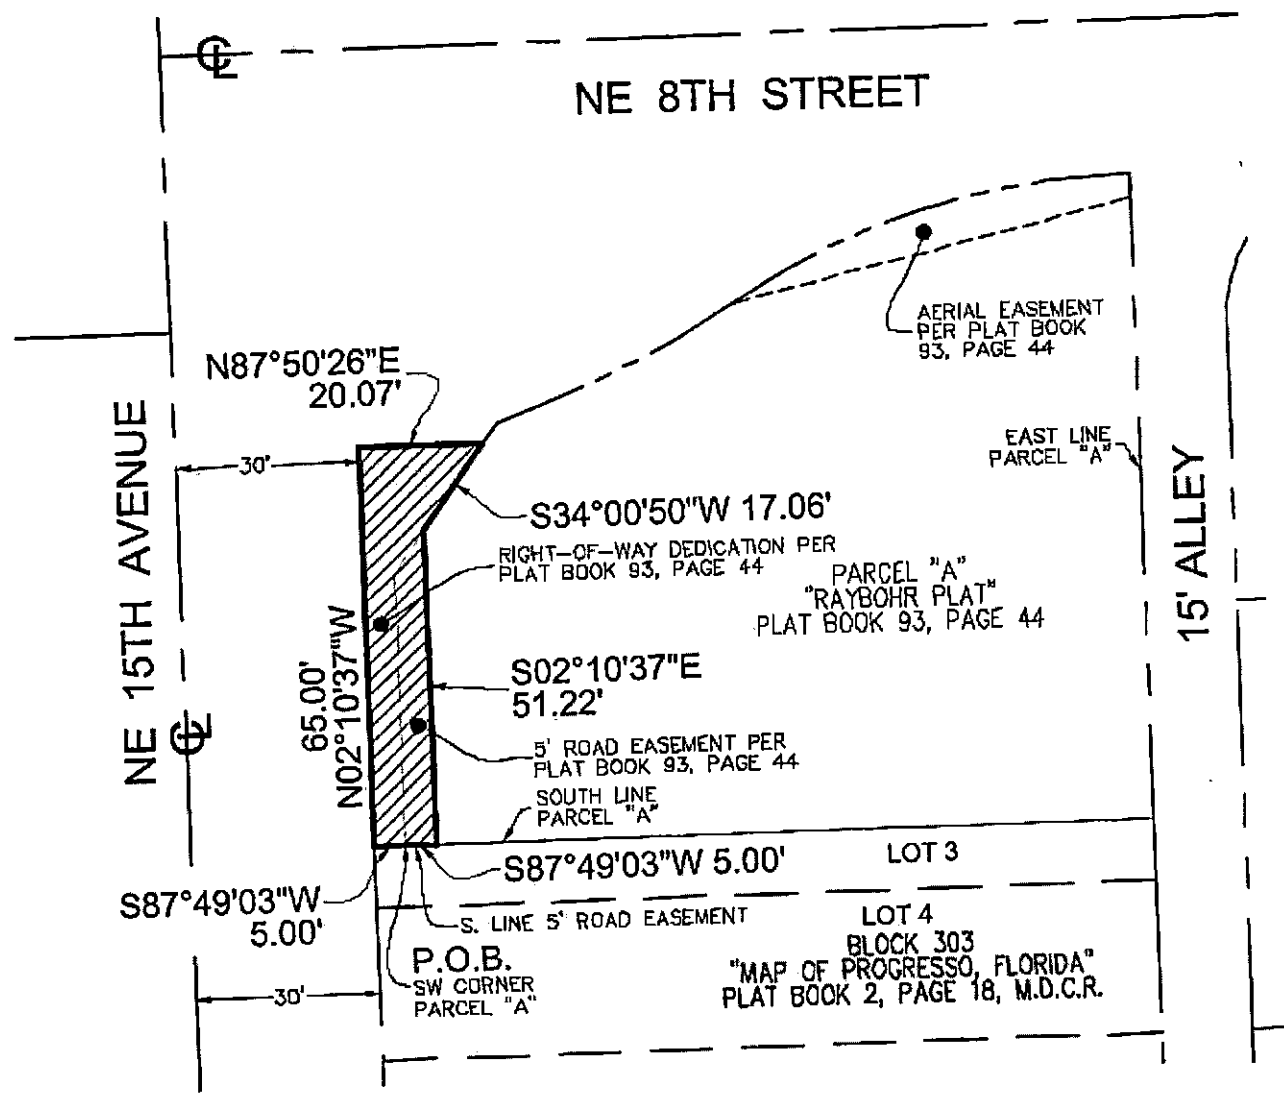 ℄
NE 8TH STREET
AERIAL EASEMENT
PER PLAT BOOK
93, PAGE 44
N87°50'26"E
20.07'
30'
NE 15TH AVENUE
EAST LINE
PARCEL "A"
S34°00'50"W 17.06'
RIGHT-OF-WAY DEDICATION PER
PLAT BOOK 93, PAGE 44
PARCEL "A"
"RAYBOHR PLAT"
PLAT BOOK 93, PAGE 44
15' ALLEY
65.00'
N02°10'37"W
S02°10'37"E
51.22'
℄
5' ROAD EASEMENT PER
PLAT BOOK 93, PAGE 44
SOUTH LINE
PARCEL "A"
S87°49'03"W 5.00'
LOT 3
S87°49'03"W
5.00'
S. LINE 5' ROAD EASEMENT
P.O.B.
SW CORNER
PARCEL "A"
30'
LOT 4
BLOCK 303
"MAP OF PROGRESSO, FLORIDA"
PLAT BOOK 2, PAGE 18, M.D.C.R.